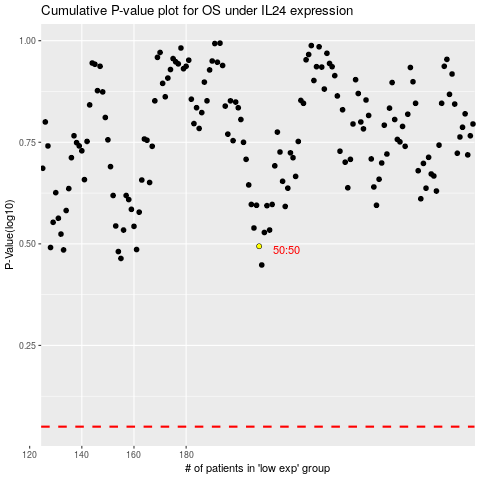 Cumulative P-value plot for OS under IL24 expression
1.00
0.75
0.50
0.25
P-Value(log10)
50:50
120 140 160 180
# of patients in 'low exp' group